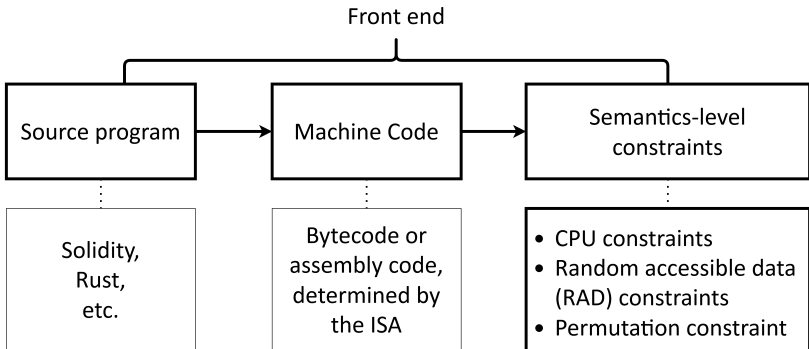 Front end
Source program
Machine Code
Semantics-level
constraints
Solidity,
Rust,
etc.
Bytecode or
assembly code,
determined by
the ISA
• CPU constraints
• Random accessible data
(RAD) constraints
• Permutation constraint